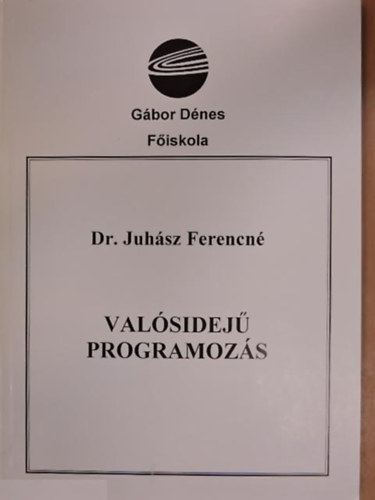 Gábor Dénes
Főiskola
Dr. Juhász Ferencné
VALÓSIDEJŰ
PROGRAMOZÁS